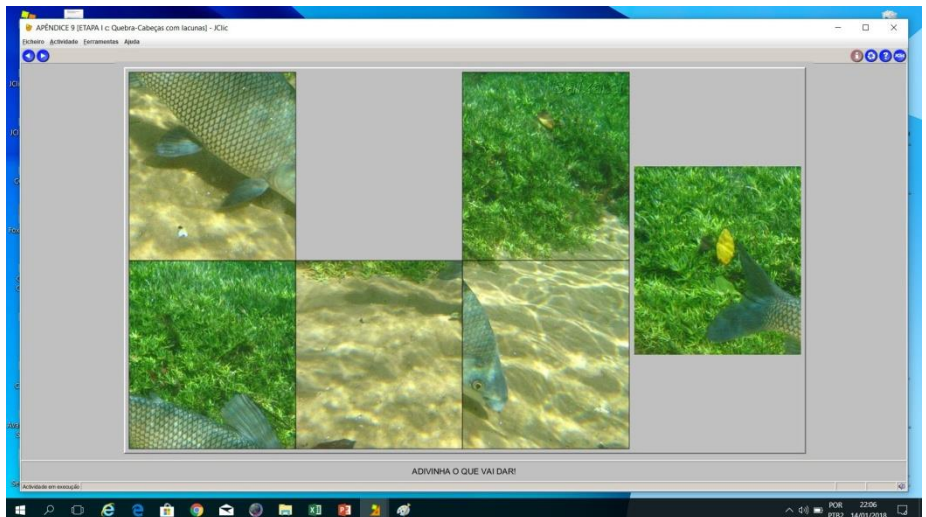 APÊNDICE 9 [ETAPA I c: Quebra-Cabeças com lacunas] - JClic
Ficheiro Actividade Ferramentas Ajuda
ADIVINHA O QUE VAI DAR!
Actividade em execução
POR 22:06
PTB2 14/01/2018